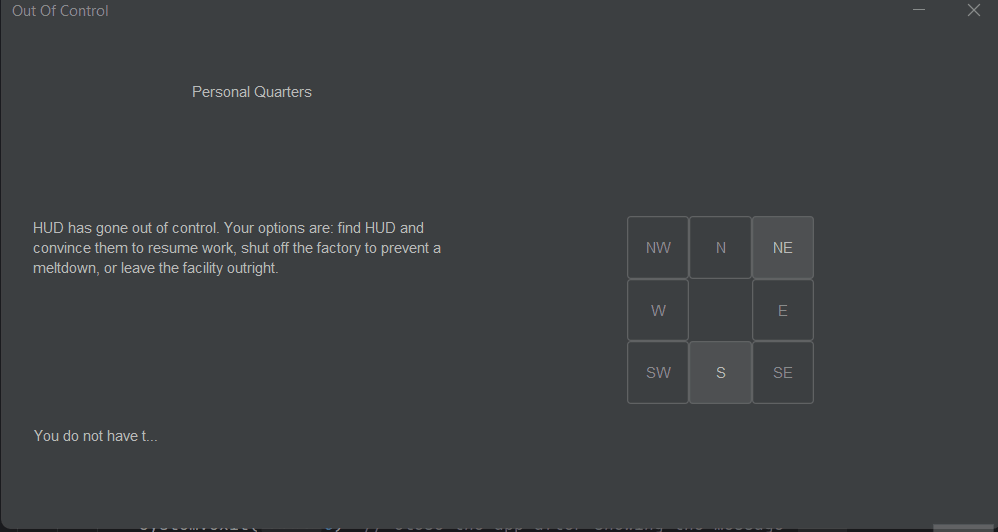 Out Of Control
Personal Quarters
HUD has gone out of control. Your options are: find HUD and
convince them to resume work, shut off the factory to prevent a
meltdown, or leave the facility outright.
NW N NE
W E
SW S SE
You do not have t...